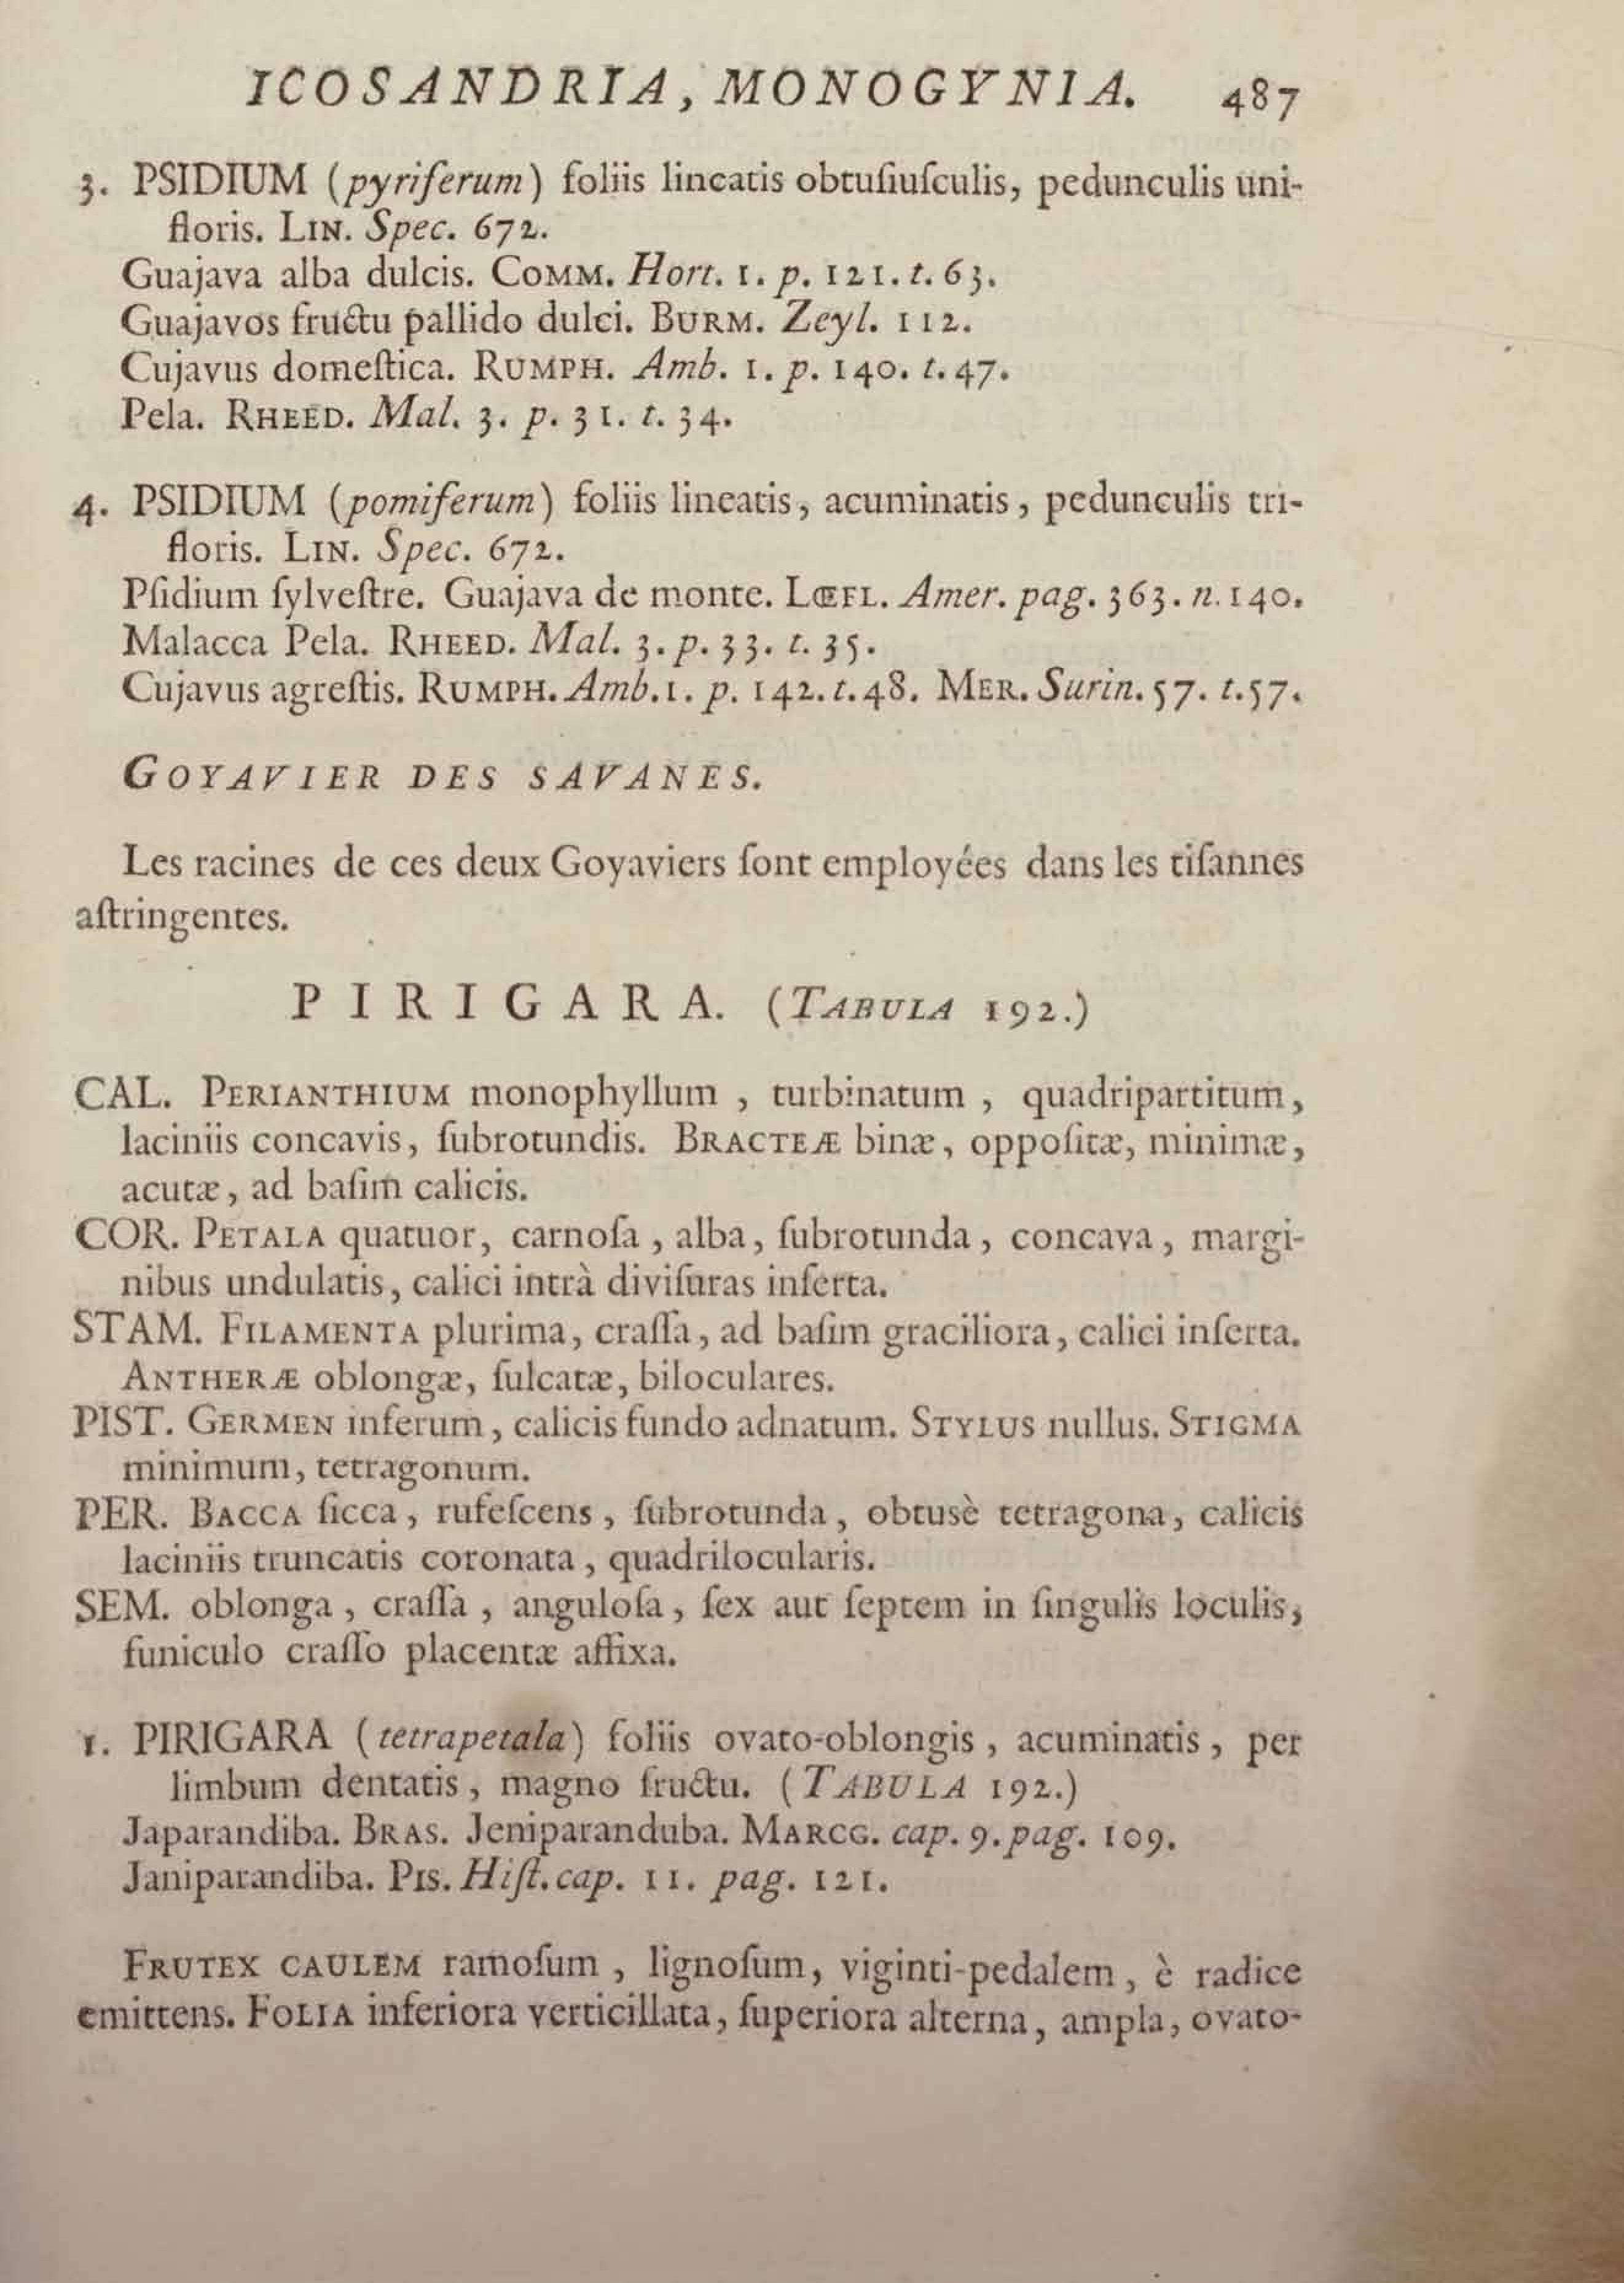 ICOSANDRIA, MONOGYNIA. 487
3. PSIDIUM (pyriferum) foliis lineatis obtuſiuſculis, pedunculis uni-
floris. LIN. Spec. 672.
Guajava alba dulcis. COMM. Hort. 1. p. 121. t. 63.
Guajavos fructu pallido dulci. BURM. Zeyl. 112.
Cujavus domeſtica. RUMPH. Amb. 1. p. 140. t. 47.
Pela. RHEED. Mal. 3. p. 31. t. 34.
4. PSIDIUM (pomiferum) foliis lineatis, acuminatis, pedunculis tri-
floris. LIN. Spec. 672.
Pſidium ſylveſtre. Guajava de monte. LŒFL. Amer. pag. 363. n. 140.
Malacca Pela. RHEED. Mal. 3. p. 33. t. 35.
Cujavus agreſtis. RUMPH. Amb. 1. p. 142. t. 48. MER. Surin. 57. t. 57.
GOYAVIER DES SAVANES.
Les racines de ces deux Goyaviers ſont employées dans les tiſannes
aſtringentes.
PIRIGARA. (TABULA 192.)
CAL. PERIANTHIUM monophyllum, turbinatum, quadripartitum,
laciniis concavis, ſubrotundis. BRACTEÆ binæ, oppoſitæ, minimæ,
acutæ, ad baſim calicis.
COR. PETALA quatuor, carnoſa, alba, ſubrotunda, concava, margi-
nibus undulatis, calici intrà diviſuras inſerta.
STAM. FILAMENTA plurima, craſſa, ad baſim graciliora, calici inſerta.
ANTHERÆ oblongæ, ſulcatæ, biloculares.
PIST. GERMEN inferum, calicis fundo adnatum. STYLUS nullus. STIGMA
minimum, tetragonum.
PER. BACCA ſicca, rufeſcens, ſubrotunda, obtusè tetragona, calicis
laciniis truncatis coronata, quadrilocularis.
SEM. oblonga, craſſa, anguloſa, ſex aut ſeptem in ſingulis loculis,
funiculo craſſo placentæ affixa.
1. PIRIGARA (tetrapetala) foliis ovato-oblongis, acuminatis, per
limbum dentatis, magno fructu. (TABULA 192.)
Japarandiba. BRAS. Jeniparanduba. MARCG. cap. 9. pag. 109.
Janiparandiba. PIS. Hiſt. cap. 11. pag. 121.
FRUTEX CAULEM ramoſum, lignoſum, viginti-pedalem, è radice
emittens. FOLIA inferiora verticillata, ſuperiora alterna, ampla, ovato-